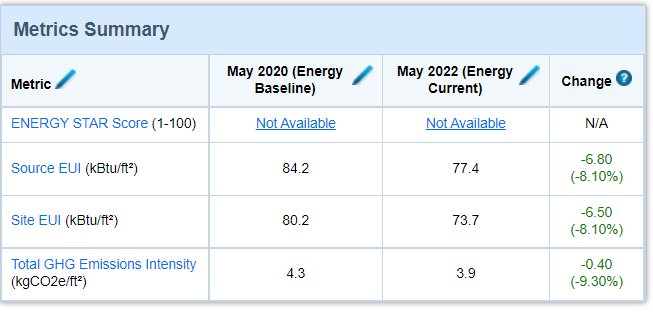 Metrics Summary
Metric May 2020 (Energy Baseline) May 2022 (Energy Current) Change ?
ENERGY STAR Score (1-100) Not Available Not Available N/A
Source EUI (kBtu/ft²) 84.2 77.4 -6.80 (-8.10%)
Site EUI (kBtu/ft²) 80.2 73.7 -6.50 (-8.10%)
Total GHG Emissions Intensity (kgCO2e/ft²) 4.3 3.9 -0.40 (-9.30%)